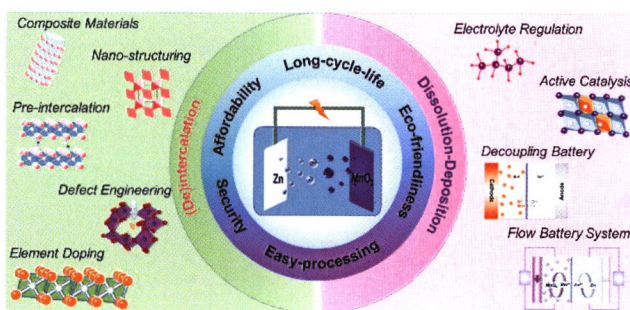 Composite Materials
Nano-structuring
Pre-intercalation
Defect Engineering
Element Doping
(De)intercalation
Affordability
Long-cycle-life
Eco-friendliness
Security
Easy-processing
Zn
MnO₂
Dissolution-Deposition
Electrolyte Regulation
Active Catalysis
Decoupling Battery
Cathode
Flow Battery System